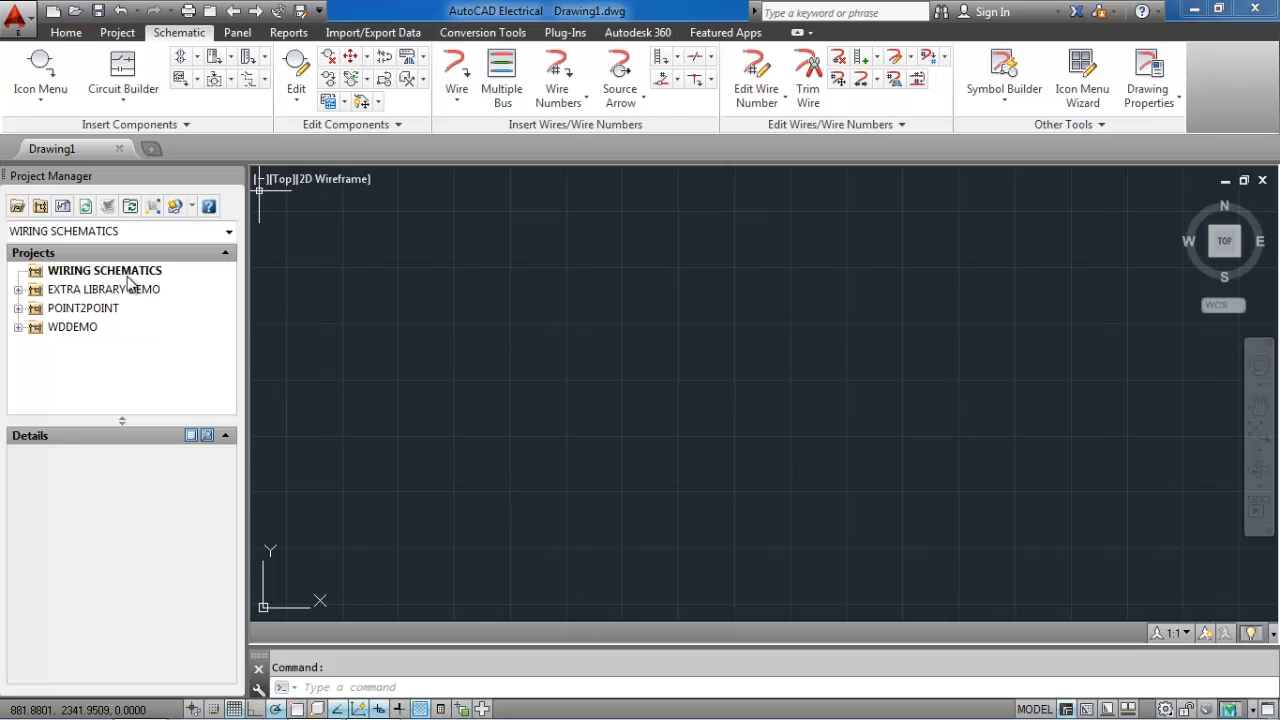 AutoCAD Electrical Drawing1.dwg
Type a keyword or phrase
Sign In
Home Project Schematic Panel Reports Import/Export Data Conversion Tools Plug-Ins Autodesk 360 Featured Apps
Icon Menu
Circuit Builder
Edit
Wire
Multiple Bus
Wire Numbers
Source Arrow
Edit Wire Number
Trim Wire
Symbol Builder
Icon Menu Wizard
Drawing Properties
Insert Components
Edit Components
Insert Wires/Wire Numbers
Edit Wires/Wire Numbers
Other Tools
Drawing1
Project Manager
WIRING SCHEMATICS
Projects
WIRING SCHEMATICS
EXTRA LIBRARY DEMO
POINT2POINT
WDDEMO
Details
[−][Top][2D Wireframe]
N
W TOP E
S
WCS
Y
X
1:1
Command:
Type a command
881.8801, 2341.9509, 0.0000
MODEL